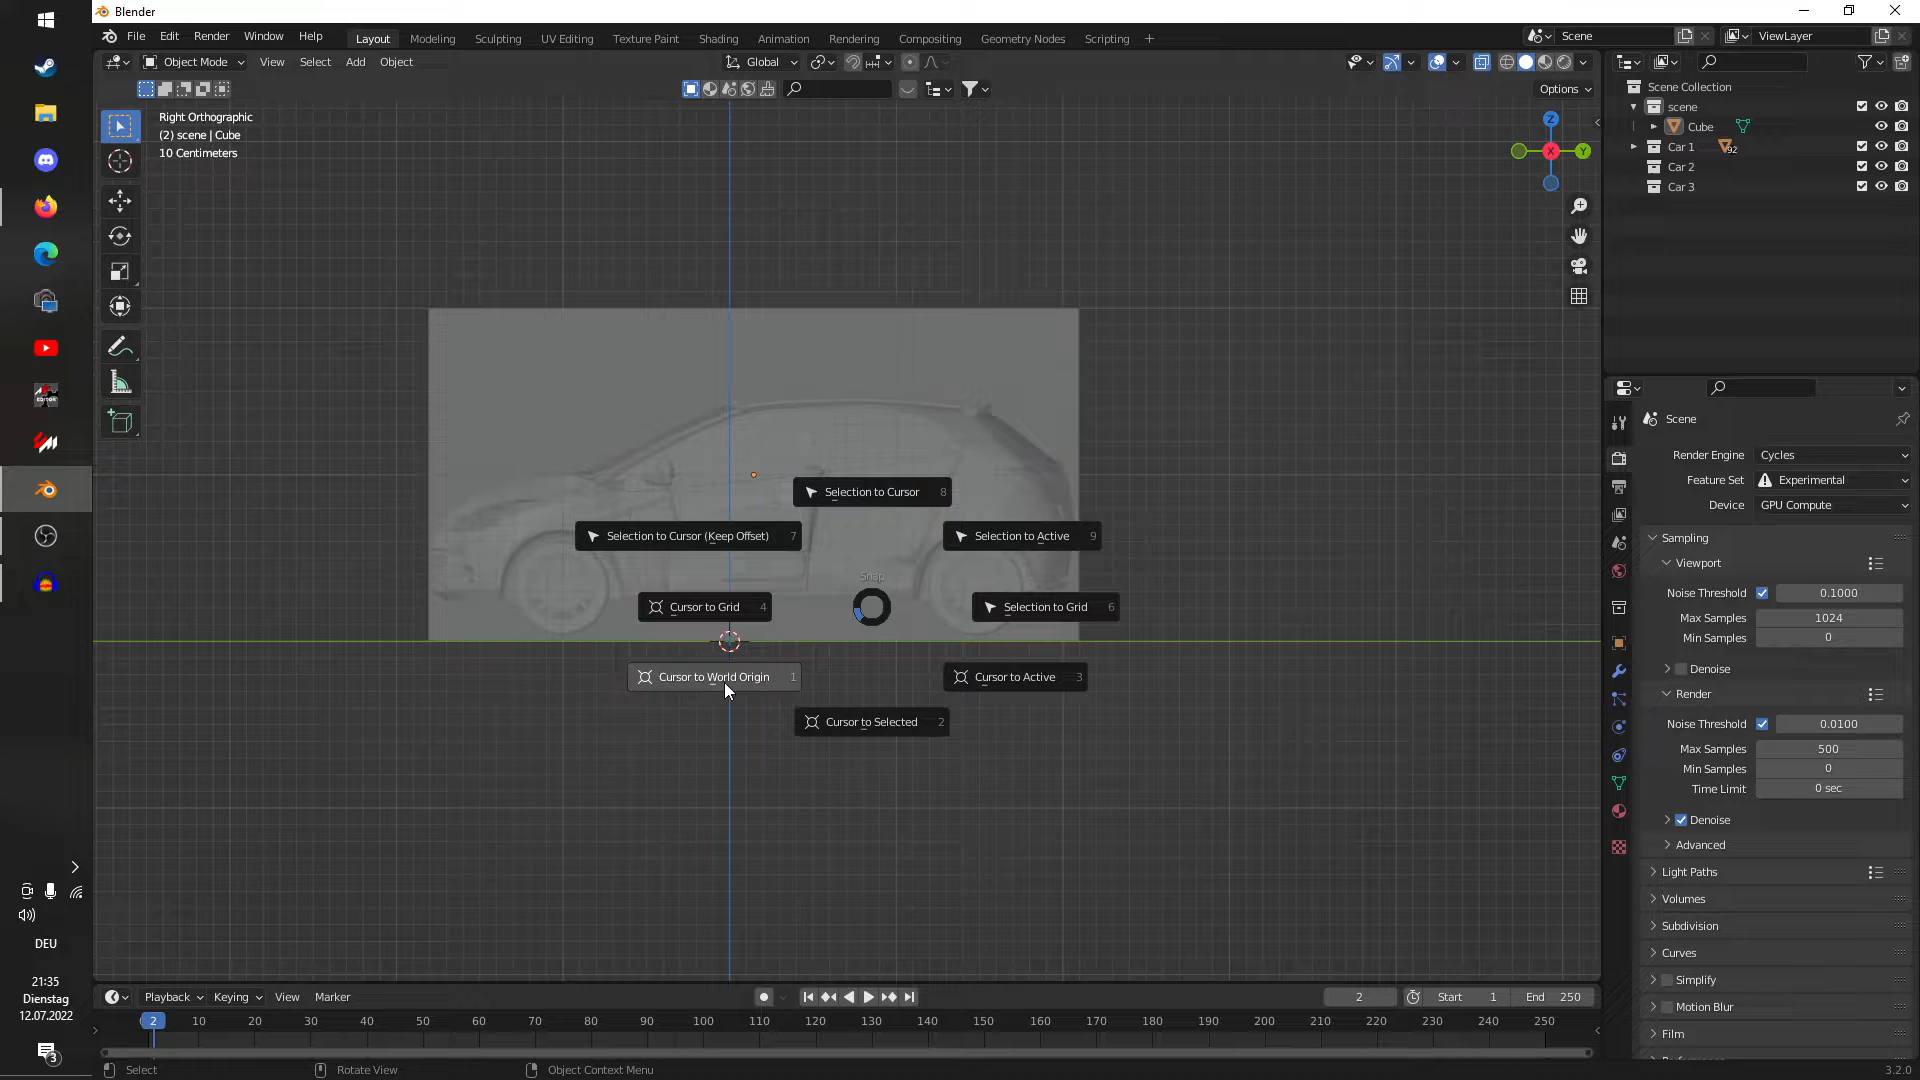 Blender
File Edit Render Window Help
Layout Modeling Sculpting UV Editing Texture Paint Shading Animation Rendering Compositing Geometry Nodes Scripting
Scene
ViewLayer
Object Mode View Select Add Object
Global
Options
Right Orthographic
(2) scene | Cube
10 Centimeters
Z
X
Y
Selection to Cursor 8
Selection to Cursor (Keep Offset) 7
Selection to Active 9
Snap
Cursor to Grid 4
Selection to Grid 6
Cursor to World Origin 1
Cursor to Active 3
Cursor to Selected 2
Scene Collection
scene
Cube
Car 1 92
Car 2
Car 3
Scene
Render Engine Cycles
Feature Set Experimental
Device GPU Compute
Sampling
Viewport
Noise Threshold 0.1000
Max Samples 1024
Min Samples 0
Denoise
Render
Noise Threshold 0.0100
Max Samples 500
Min Samples 0
Time Limit 0 sec
Denoise
Advanced
Light Paths
Volumes
Subdivision
Curves
Simplify
Motion Blur
Film
Playback Keying View Marker
2 Start 1 End 250
2 10 20 30 40 50 60 70 80 90 100 110 120 130 140 150 160 170 180 190 200 210 220 230 240 250
Select Rotate View Object Context Menu
3.2.0
EDITOR
DEU
21:35
Dienstag
12.07.2022
3